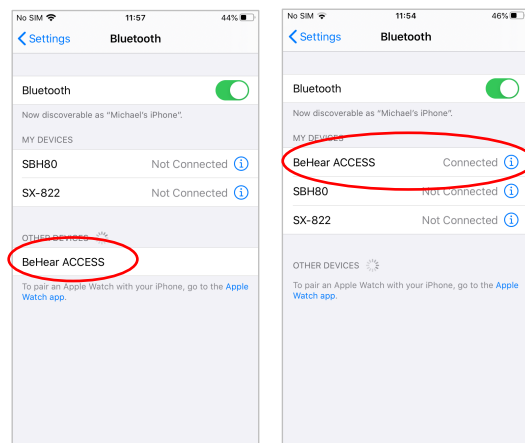 No SIM 11:57 44%
Settings Bluetooth
Bluetooth
Now discoverable as “Michael’s iPhone”.
MY DEVICES
SBH80 Not Connected
SX-822 Not Connected
OTHER DEVICES
BeHear ACCESS
To pair an Apple Watch with your iPhone, go to the Apple
Watch app.
No SIM 11:54 46%
Settings Bluetooth
Bluetooth
Now discoverable as “Michael’s iPhone”.
MY DEVICES
BeHear ACCESS Connected
SBH80 Not Connected
SX-822 Not Connected
OTHER DEVICES
To pair an Apple Watch with your iPhone, go to the Apple
Watch app.